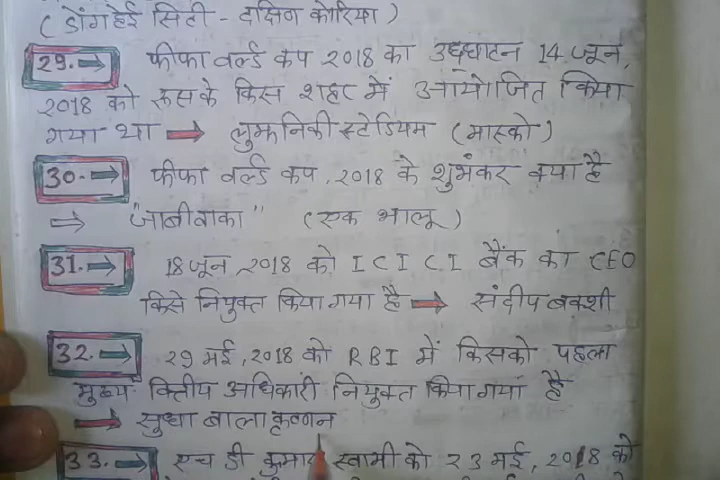 ( डोंगहेई सिटी - दक्षिण कोरिया )
29. → फीफा वर्ल्ड कप 2018 का उद्घाटन 14 जून,
2018 को रूस के किस शहर में आयोजित किया
गया था → लुझनिकी स्टेडियम (मास्को)
30. → फीफा वर्ल्ड कप, 2018 के शुभंकर क्या है
⇒ "जाबीवाका" (एक भालू)
31. → 18 जून 2018 को ICICI बैंक का CEO
किसे नियुक्त किया गया है → संदीप बक्शी
32. → 29 मई, 2018 को RBI में किसको पहला
मुख्य वित्तीय अधिकारी नियुक्त किया गया है
→ सुधा बालाकृष्णन
33. → एच डी कुमार स्वामी को 23 मई, 2018 को